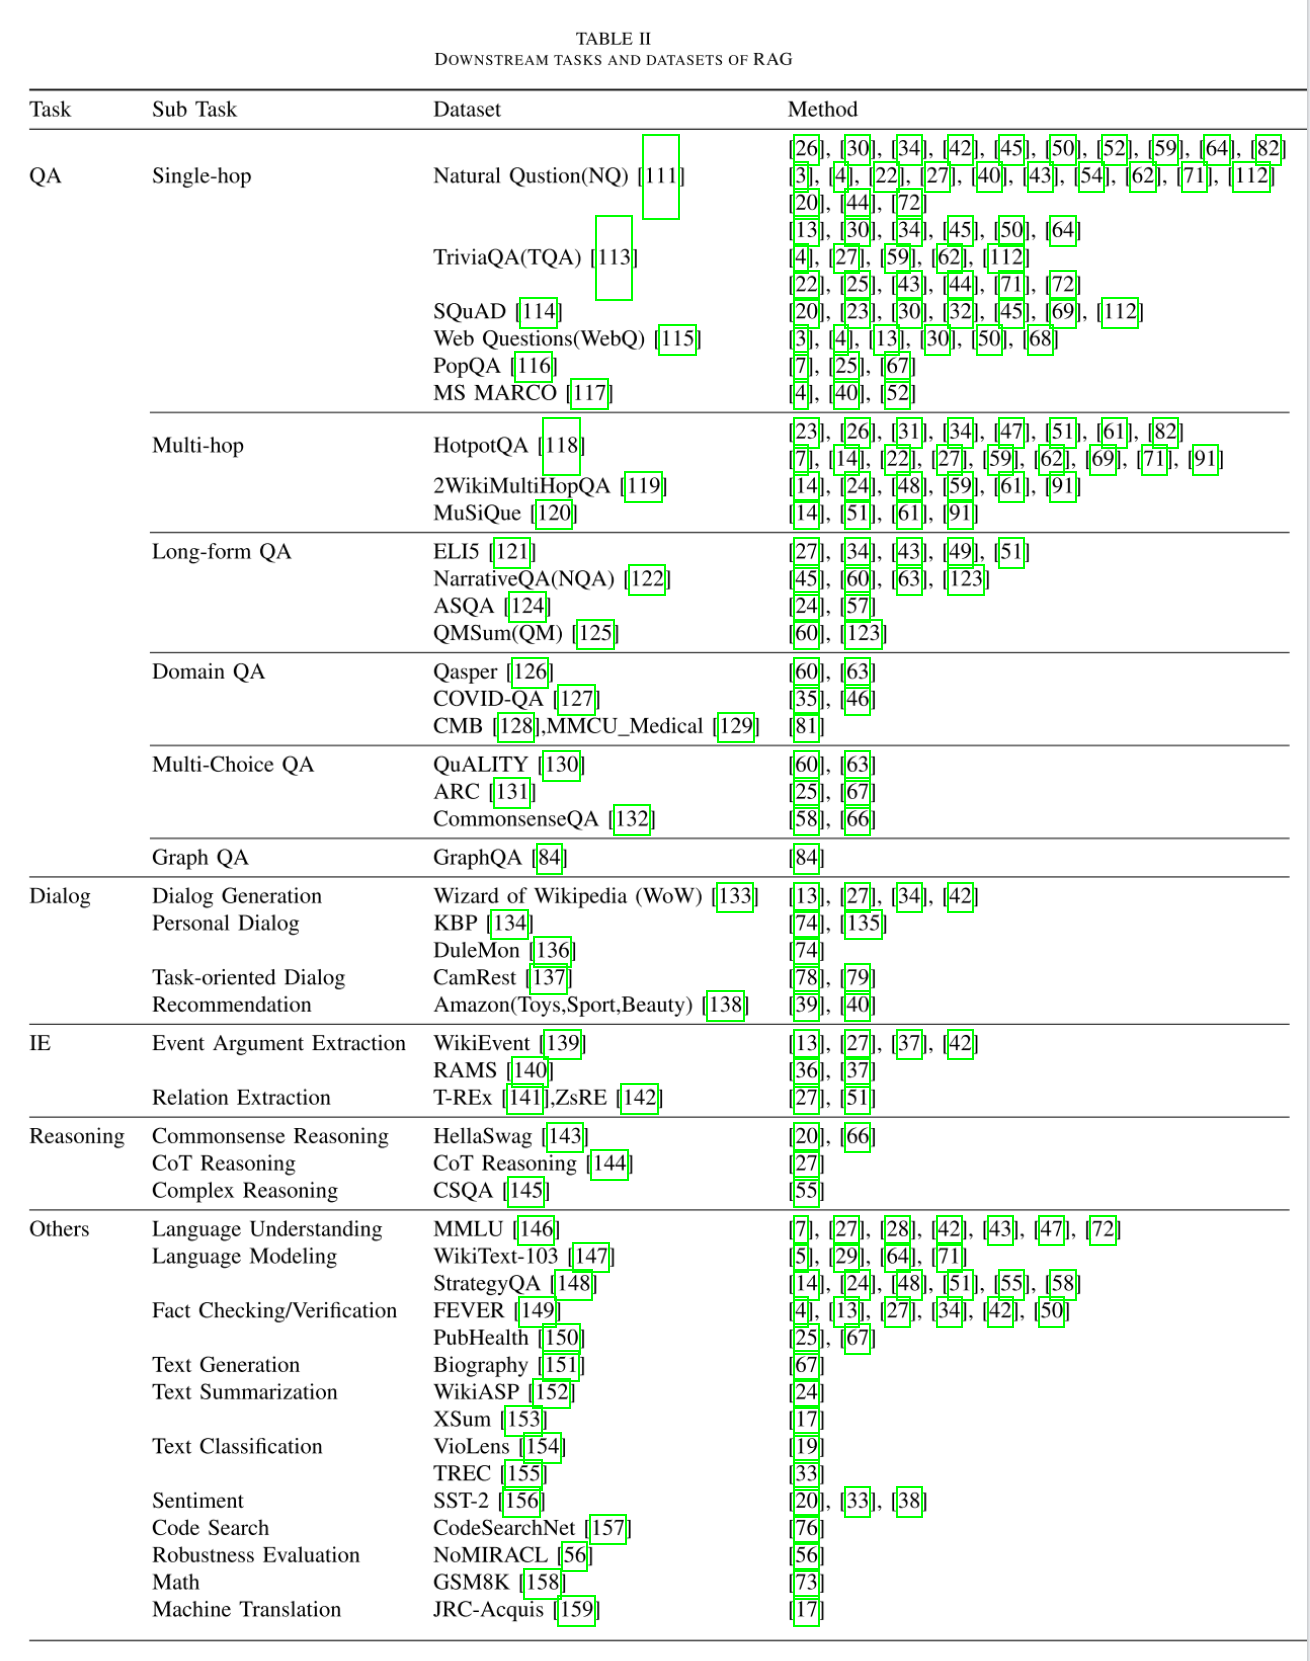 TABLE II
DOWNSTREAM TASKS AND DATASETS OF RAG
Task Sub Task Dataset Method
[26], [30], [34], [42], [45], [50], [52], [59], [64], [82]
QA Single-hop Natural Qustion(NQ) [111] [3], [4], [22], [27], [40], [43], [54], [62], [71], [112]
[20], [44], [72]
[13], [30], [34], [45], [50], [64]
TriviaQA(TQA) [113] [4], [27], [59], [62], [112]
[22], [25], [43], [44], [71], [72]
SQuAD [114] [20], [23], [30], [32], [45], [69], [112]
Web Questions(WebQ) [115] [3], [4], [13], [30], [50], [68]
PopQA [116] [7], [25], [67]
MS MARCO [117] [4], [40], [52]
[23], [26], [31], [34], [47], [51], [61], [82]
Multi-hop HotpotQA [118]
[7], [14], [22], [27], [59], [62], [69], [71], [91]
2WikiMultiHopQA [119] [14], [24], [48], [59], [61], [91]
MuSiQue [120] [14], [51], [61], [91]
Long-form QA ELI5 [121] [27], [34], [43], [49], [51]
NarrativeQA(NQA) [122] [45], [60], [63], [123]
ASQA [124] [24], [57]
QMSum(QM) [125] [60], [123]
Domain QA Qasper [126] [60], [63]
COVID-QA [127] [35], [46]
CMB [128],MMCU_Medical [129] [81]
Multi-Choice QA QuALITY [130] [60], [63]
ARC [131] [25], [67]
CommonsenseQA [132] [58], [66]
Graph QA GraphQA [84] [84]
Dialog Dialog Generation Wizard of Wikipedia (WoW) [133] [13], [27], [34], [42]
Personal Dialog KBP [134] [74], [135]
DuleMon [136] [74]
Task-oriented Dialog CamRest [137] [78], [79]
Recommendation Amazon(Toys,Sport,Beauty) [138] [39], [40]
IE Event Argument Extraction WikiEvent [139] [13], [27], [37], [42]
RAMS [140] [36], [37]
Relation Extraction T-REx [141],ZsRE [142] [27], [51]
Reasoning Commonsense Reasoning HellaSwag [143] [20], [66]
CoT Reasoning CoT Reasoning [144] [27]
Complex Reasoning CSQA [145] [55]
Others Language Understanding MMLU [146] [7], [27], [28], [42], [43], [47], [72]
Language Modeling WikiText-103 [147] [5], [29], [64], [71]
StrategyQA [148] [14], [24], [48], [51], [55], [58]
Fact Checking/Verification FEVER [149] [4], [13], [27], [34], [42], [50]
PubHealth [150] [25], [67]
Text Generation Biography [151] [67]
Text Summarization WikiASP [152] [24]
XSum [153] [17]
Text Classification VioLens [154] [19]
TREC [155] [33]
Sentiment SST-2 [156] [20], [33], [38]
Code Search CodeSearchNet [157] [76]
Robustness Evaluation NoMIRACL [56] [56]
Math GSM8K [158] [73]
Machine Translation JRC-Acquis [159] [17]